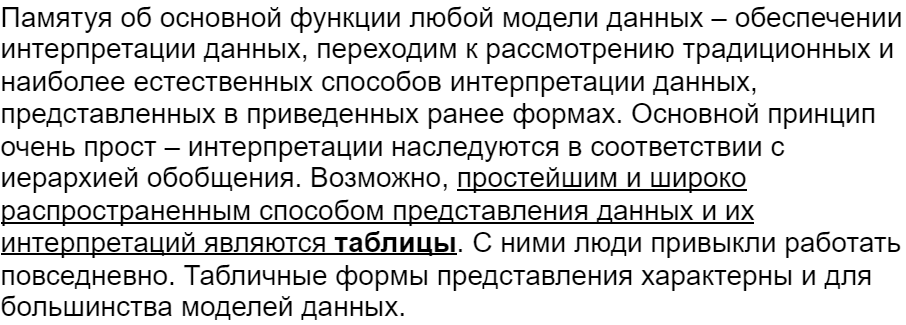 Памятуя об основной функции любой модели данных – обеспечении
интерпретации данных, переходим к рассмотрению традиционных и
наиболее естественных способов интерпретации данных,
представленных в приведенных ранее формах. Основной принцип
очень прост – интерпретации наследуются в соответствии с
иерархией обобщения. Возможно, простейшим и широко
распространенным способом представления данных и их
интерпретаций являются таблицы. С ними люди привыкли работать
повседневно. Табличные формы представления характерны и для
большинства моделей данных.